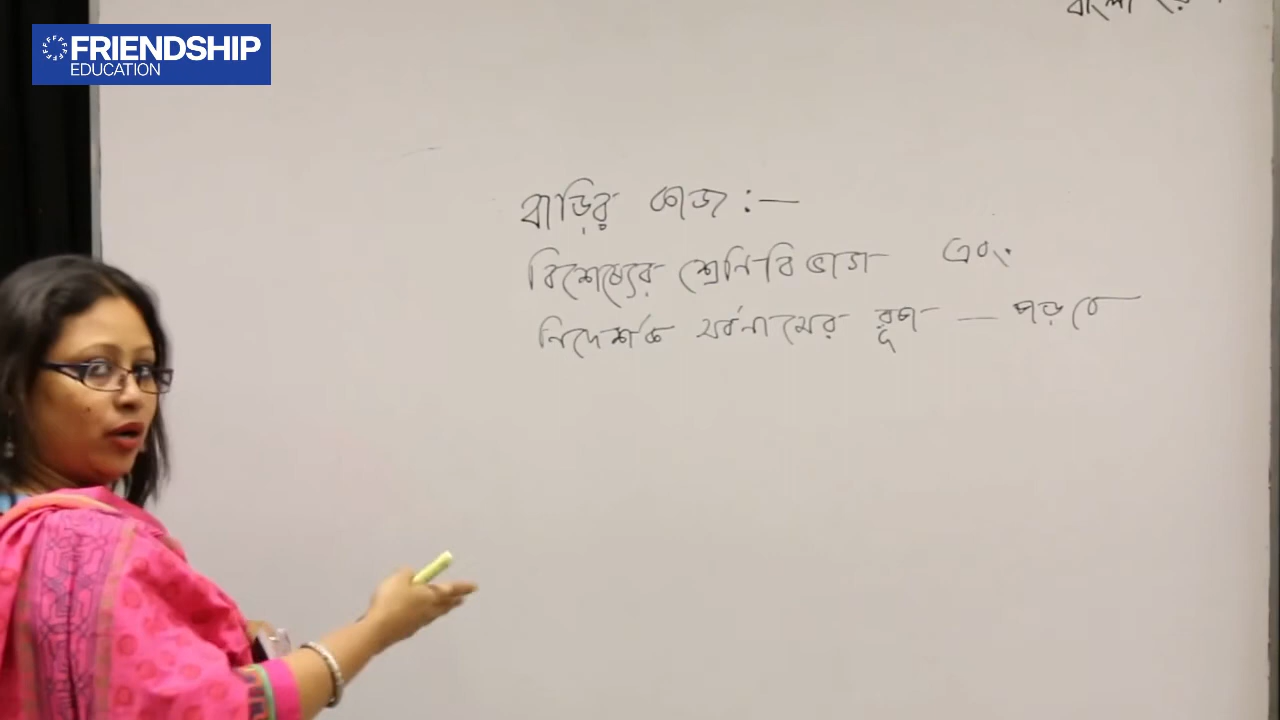 FRIENDSHIP
EDUCATION
বাংলা
বাড়ির কাজ :—
বিশেষ্যের শ্রেণিবিভাগ এবং
নির্দেশক সর্বনামের রূপ — পড়বে